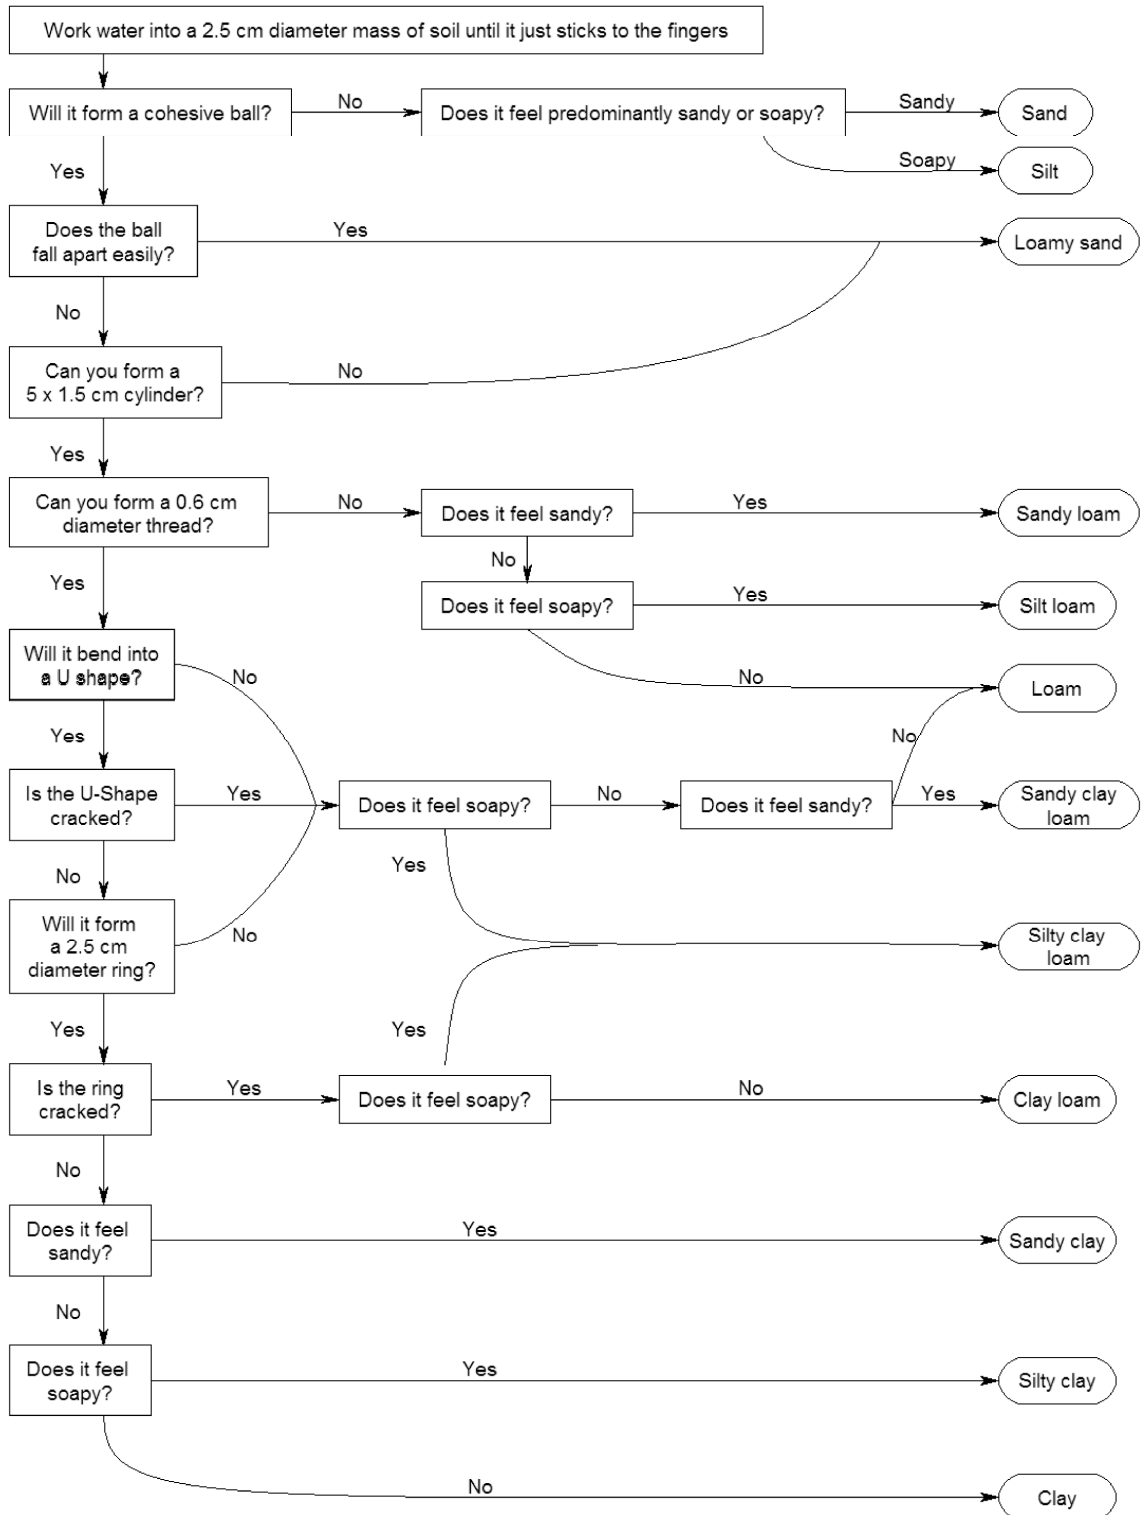 Work water into a 2.5 cm diameter mass of soil until it just sticks to the fingers
Will it form a cohesive ball?
No
Does it feel predominantly sandy or soapy?
Sandy
Sand
Soapy
Silt
Yes
Does the ball
fall apart easily?
Yes
Loamy sand
No
Can you form a
5 x 1.5 cm cylinder?
No
Yes
Can you form a 0.6 cm
diameter thread?
No
Does it feel sandy?
Yes
Sandy loam
No
Does it feel soapy?
Yes
Silt loam
No
Loam
Yes
Will it bend into
a U shape?
No
Yes
Is the U-Shape
cracked?
Yes
Does it feel soapy?
No
Does it feel sandy?
No
Yes
Sandy clay
loam
Yes
No
Will it form
a 2.5 cm
diameter ring?
No
Silty clay
loam
Yes
Yes
Is the ring
cracked?
Yes
Does it feel soapy?
No
Clay loam
No
Does it feel
sandy?
Yes
Sandy clay
No
Does it feel
soapy?
Yes
Silty clay
No
Clay